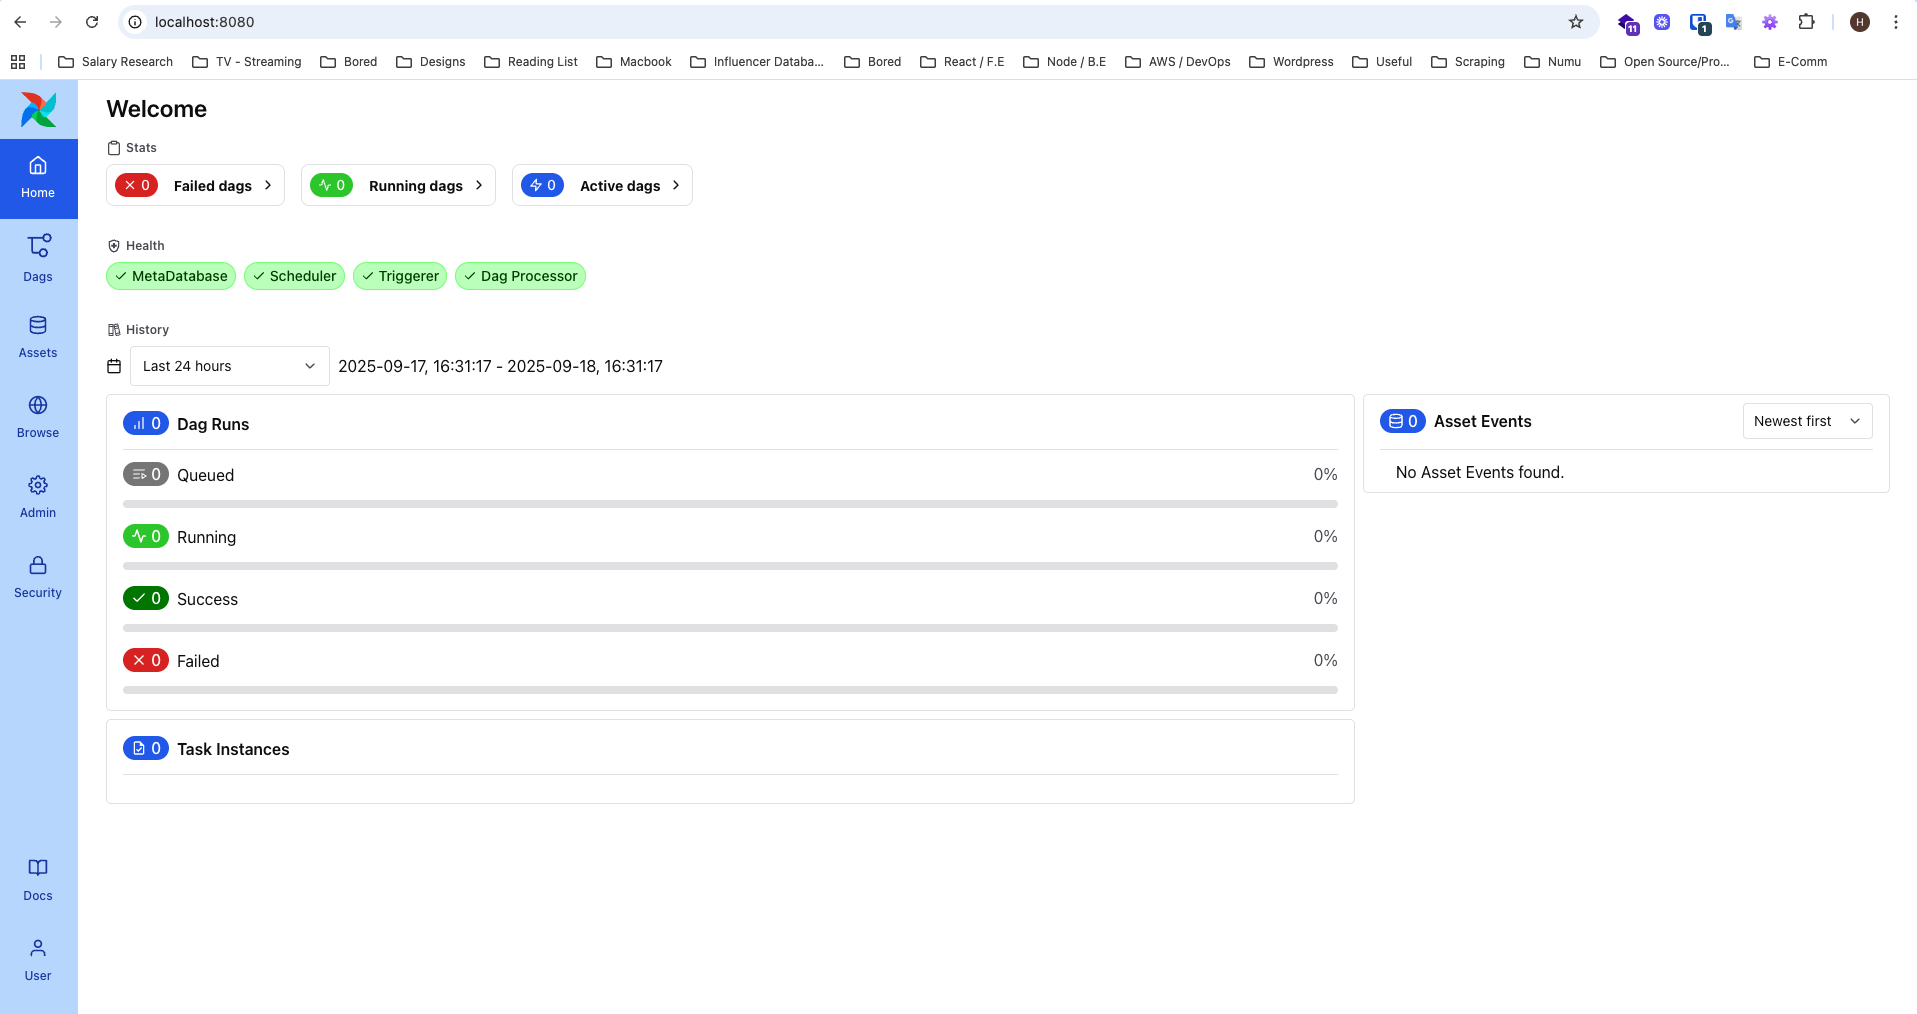 localhost:8080
11
1
H
Salary Research TV - Streaming Bored Designs Reading List Macbook Influencer Databa... Bored React / F.E Node / B.E AWS / DevOps Wordpress Useful Scraping Numu Open Source/Pro... E-Comm
Home
Dags
Assets
Browse
Admin
Security
Docs
User
Welcome
Stats
0 Failed dags
0 Running dags
0 Active dags
Health
MetaDatabase Scheduler Triggerer Dag Processor
History
Last 24 hours 2025-09-17, 16:31:17 - 2025-09-18, 16:31:17
0 Dag Runs
0 Queued 0%
0 Running 0%
0 Success 0%
0 Failed 0%
0 Task Instances
0 Asset Events Newest first
No Asset Events found.